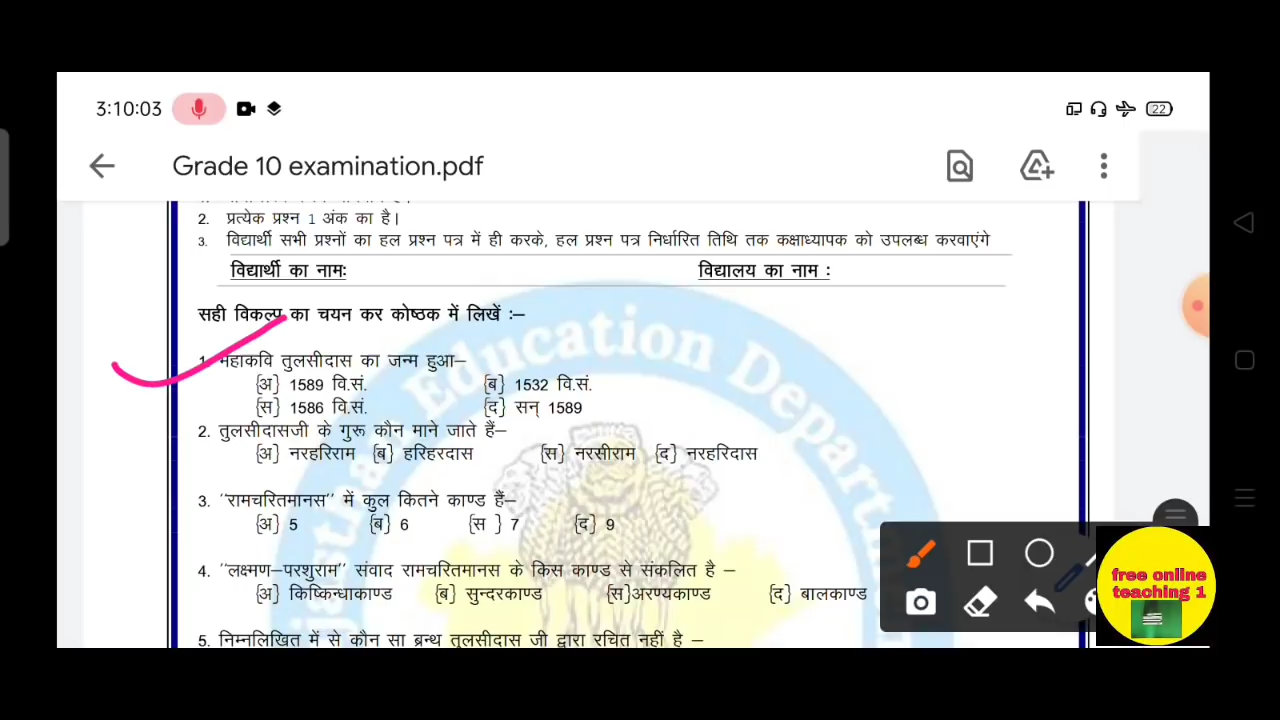 3:10:03
22
Grade 10 examination.pdf
2. प्रत्येक प्रश्न 1 अंक का है।
3. विद्यार्थी सभी प्रश्नों का हल प्रश्न पत्र में ही करके, हल प्रश्न पत्र निर्धारित तिथि तक कक्षाध्यापक को उपलब्ध करवाएंगे
विद्यार्थी का नामः विद्यालय का नाम :
सही विकल्प का चयन कर कोष्ठक में लिखें :–
1. महाकवि तुलसीदास का जन्म हुआ–
{अ} 1589 वि.सं. {ब} 1532 वि.सं.
{स} 1586 वि.सं. {द} सन् 1589
2. तुलसीदासजी के गुरू कौन माने जाते हैं–
{अ} नरहरिराम {ब} हरिहरदास {स} नरसीराम {द} नरहरिदास
3. "रामचरितमानस" में कुल कितने काण्ड हैं–
{अ} 5 {ब} 6 {स } 7 {द} 9
4. "लक्ष्मण–परशुराम" संवाद रामचरितमानस के किस काण्ड से संकलित है –
{अ} किष्किन्धाकाण्ड {ब} सुन्दरकाण्ड {स}अरण्यकाण्ड {द} बालकाण्ड
5. निम्नलिखित में से कौन सा ब्रन्थ तुलसीदास जी द्वारा रचित नहीं है –
free online
teaching 1